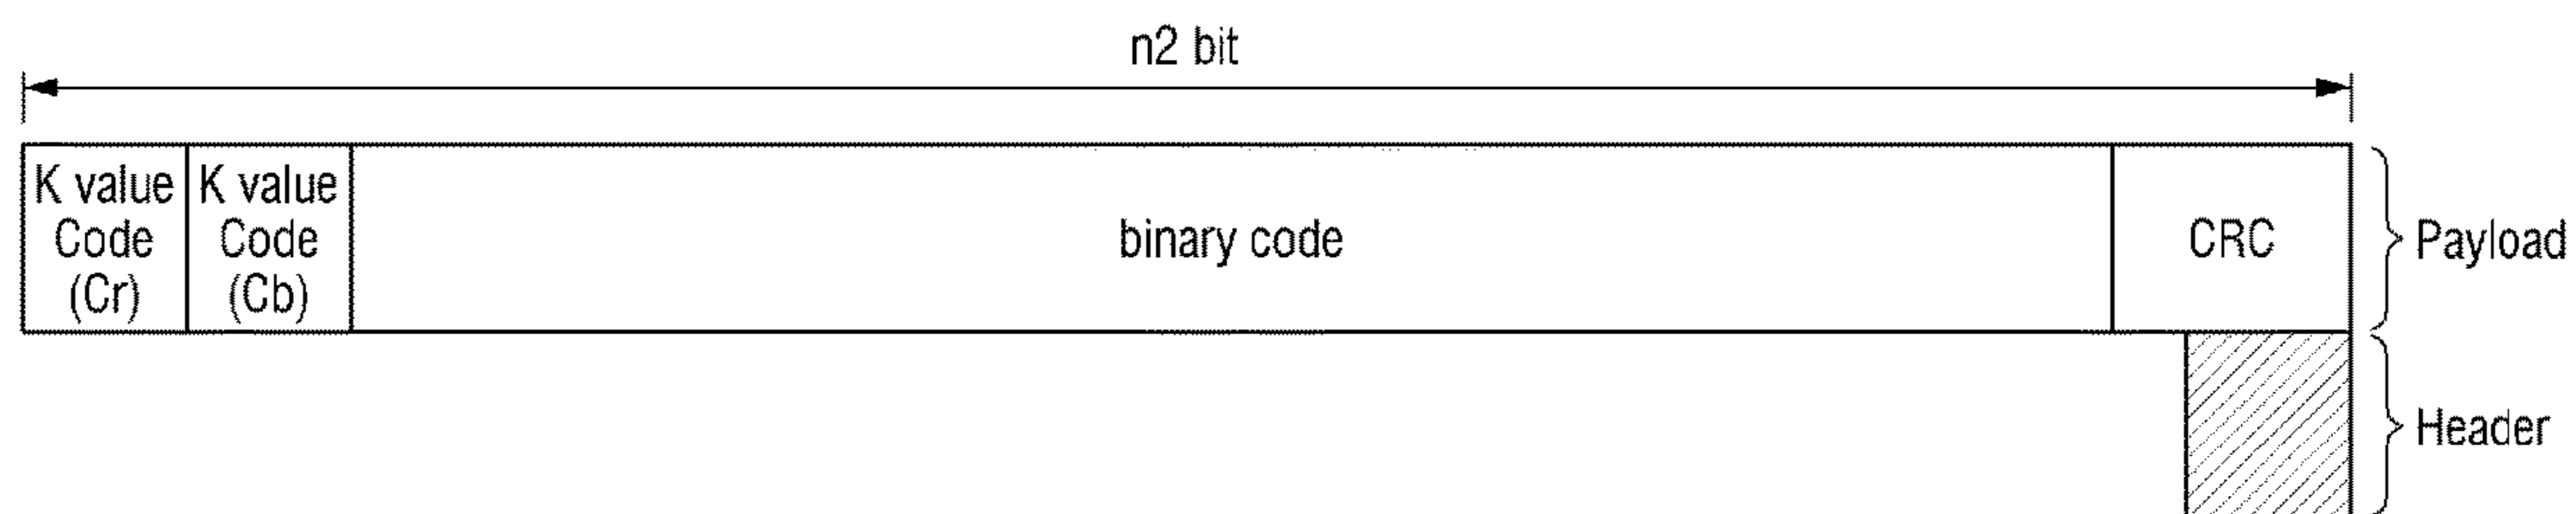 n2 bit
K value
Code
(Cr)
K value
Code
(Cb)
binary code
CRC
Payload
Header